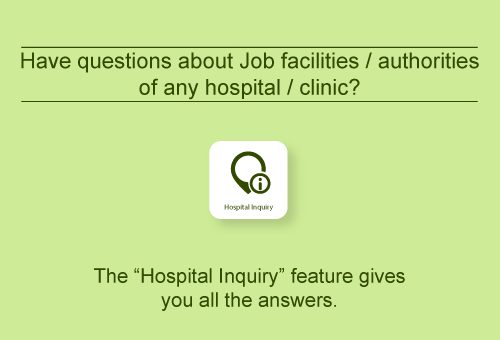 Have questions about Job facilities / authorities
of any hospital / clinic?
i
Hospital Inquiry
The “Hospital Inquiry” feature gives
you all the answers.